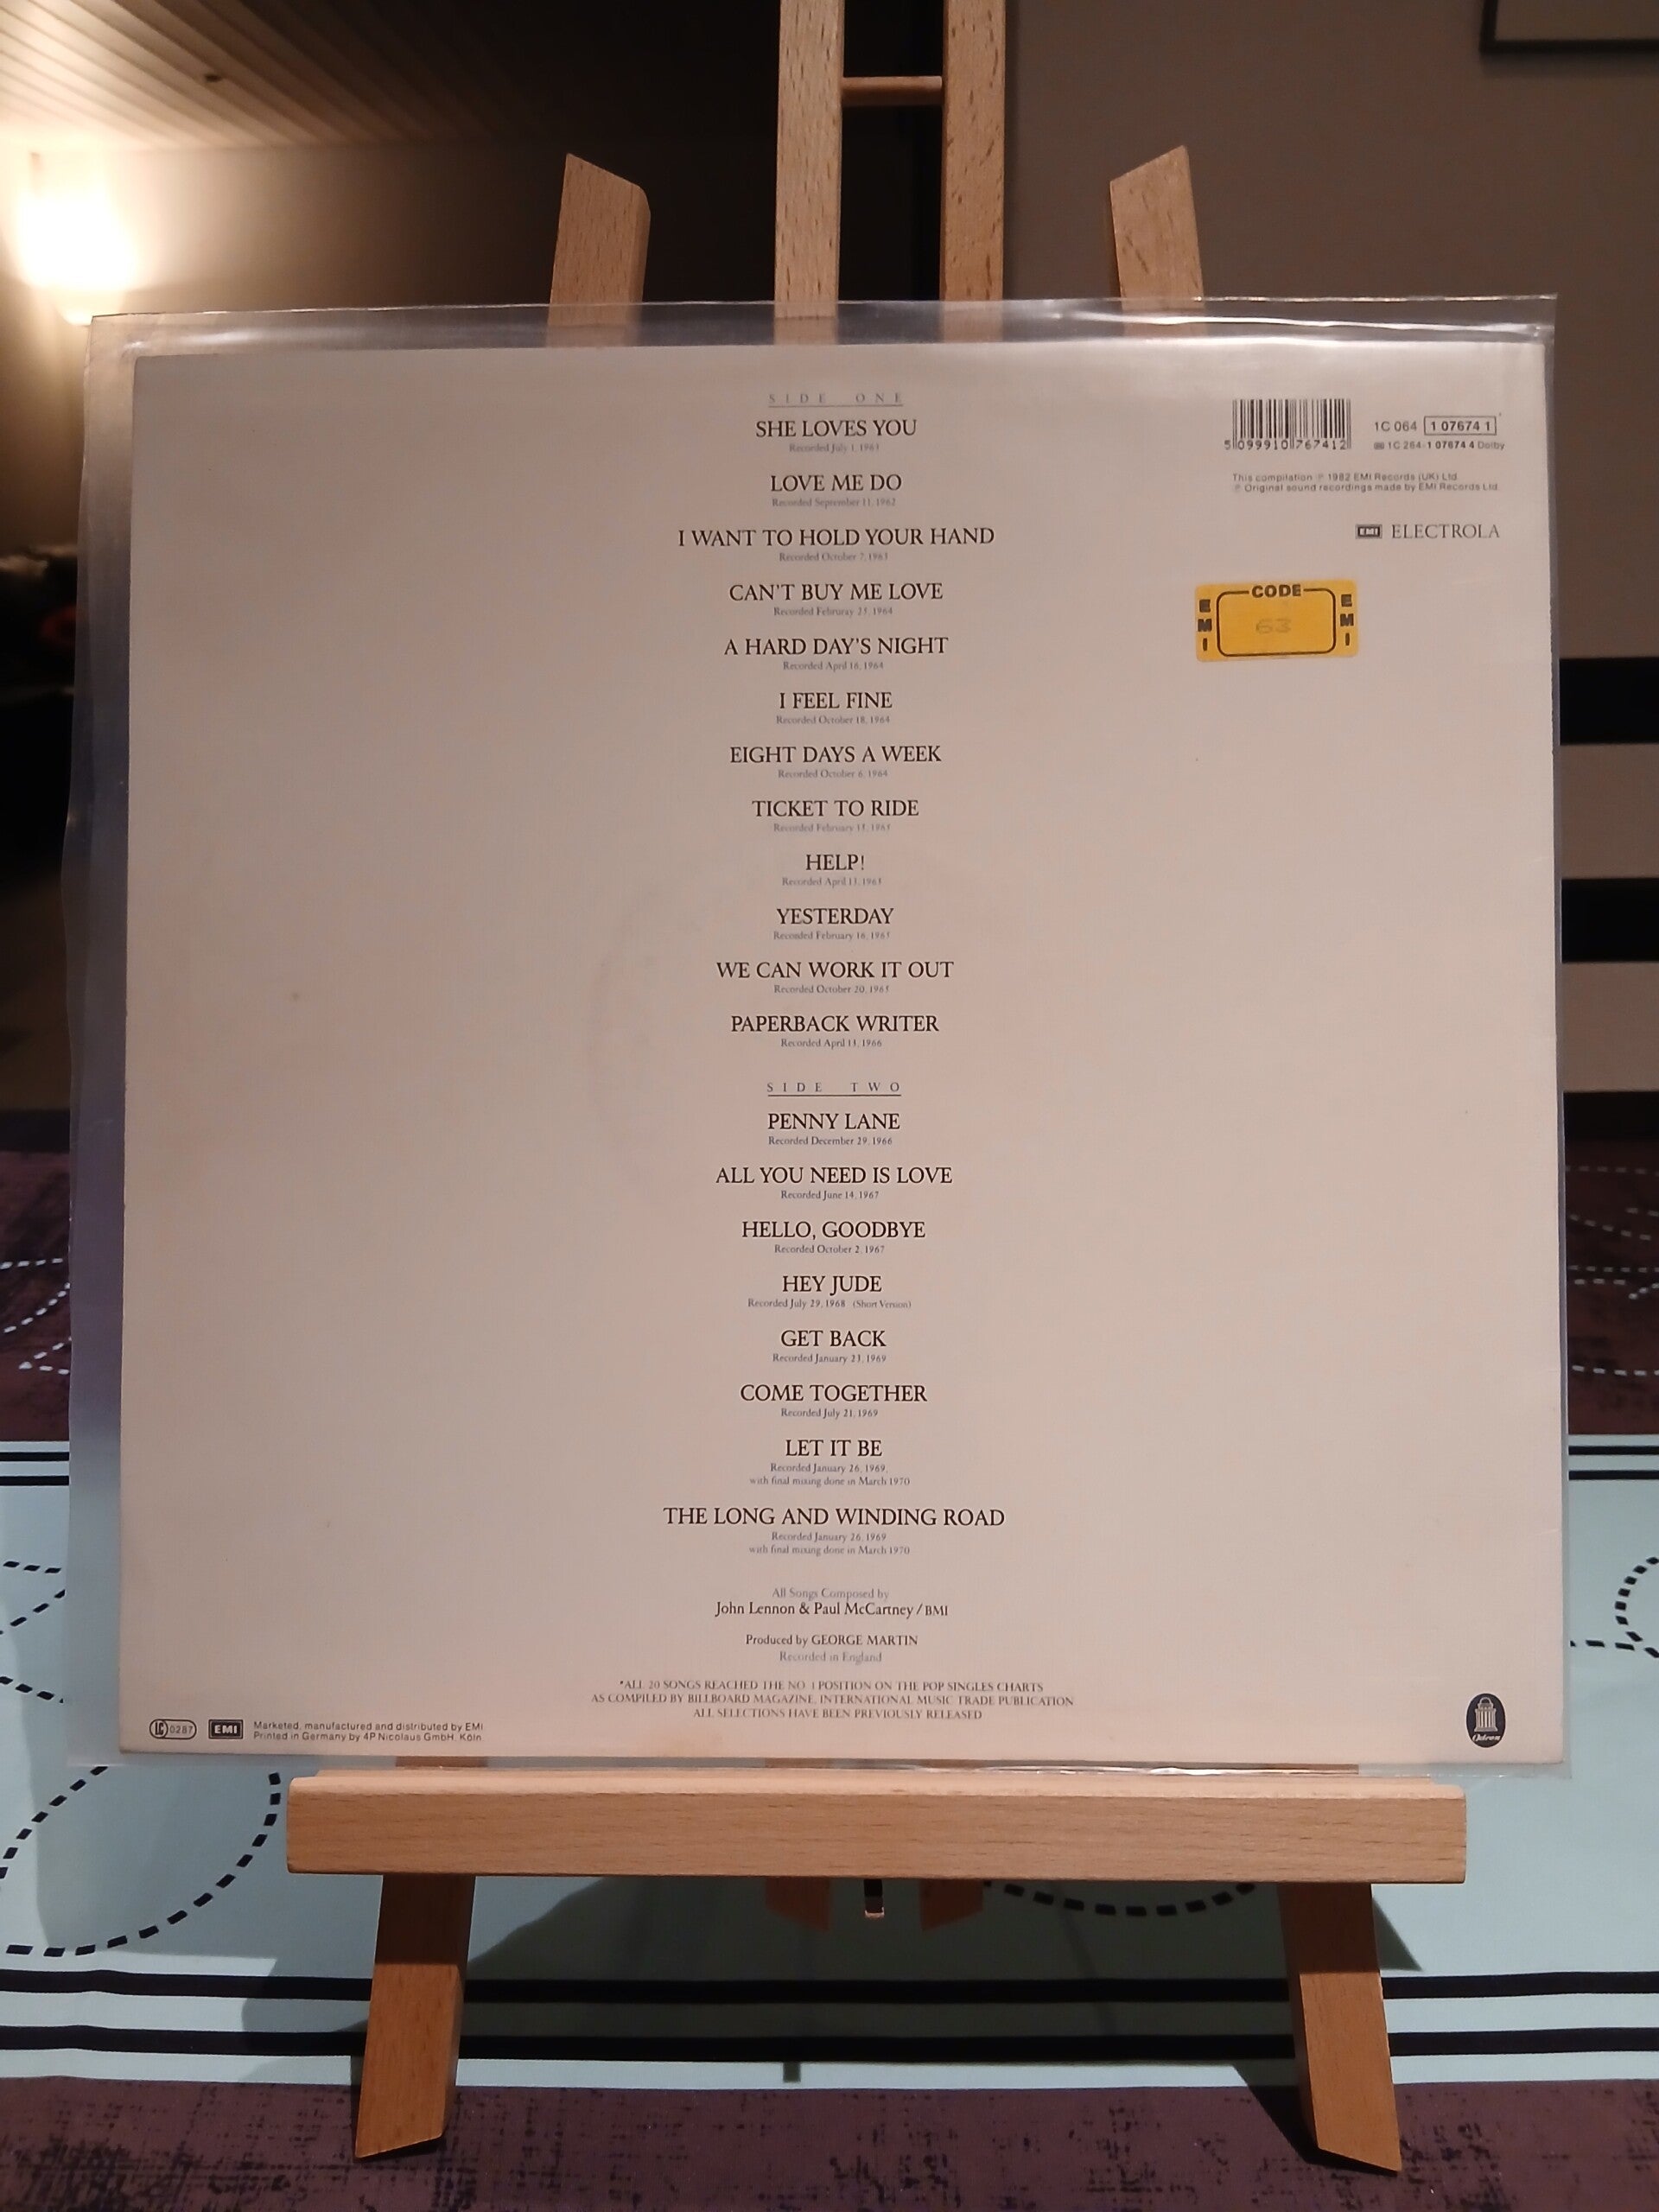 SIDE ONE
SHE LOVES YOU
Recorded July 1, 1963
LOVE ME DO
Recorded September 11, 1962
I WANT TO HOLD YOUR HAND
Recorded October 7, 1963
CAN'T BUY ME LOVE
Recorded Februray 25, 1964
A HARD DAY'S NIGHT
Recorded April 16, 1964
I FEEL FINE
Recorded October 18, 1964
EIGHT DAYS A WEEK
Recorded October 6, 1964
TICKET TO RIDE
Recorded February 15, 1965
HELP!
Recorded April 13, 1965
YESTERDAY
Recorded February 16, 1965
WE CAN WORK IT OUT
Recorded October 20, 1965
PAPERBACK WRITER
Recorded April 13, 1966
SIDE TWO
PENNY LANE
Recorded December 29, 1966
ALL YOU NEED IS LOVE
Recorded June 14, 1967
HELLO, GOODBYE
Recorded October 2, 1967
HEY JUDE
Recorded July 29, 1968 (Short Version)
GET BACK
Recorded January 23, 1969
COME TOGETHER
Recorded July 21, 1969
LET IT BE
Recorded January 26, 1969,
with final mixing done in March 1970
THE LONG AND WINDING ROAD
Recorded January 26, 1969
with final mixing done in March 1970
All Songs Composed by
John Lennon & Paul McCartney / BMI
Produced by GEORGE MARTIN
Recorded in England
*ALL 20 SONGS REACHED THE NO. 1 POSITION ON THE POP SINGLES CHARTS
AS COMPILED BY BILLBOARD MAGAZINE, INTERNATIONAL MUSIC TRADE PUBLICATION
ALL SELECTIONS HAVE BEEN PREVIOUSLY RELEASED
5 099910 767412
1C 064 1 07674 1
1C 264-1 07674 4 Dolby
This compilation ℗ 1982 EMI Records (UK) Ltd.
℗ Original sound recordings made by EMI Records Ltd.
EMI ELECTROLA
CODE
EMI 63 EMI
LC 0287 EMI
Marketed, manufactured and distributed by EMI
Printed in Germany by 4P Nicolaus GmbH, Köln
Odeon